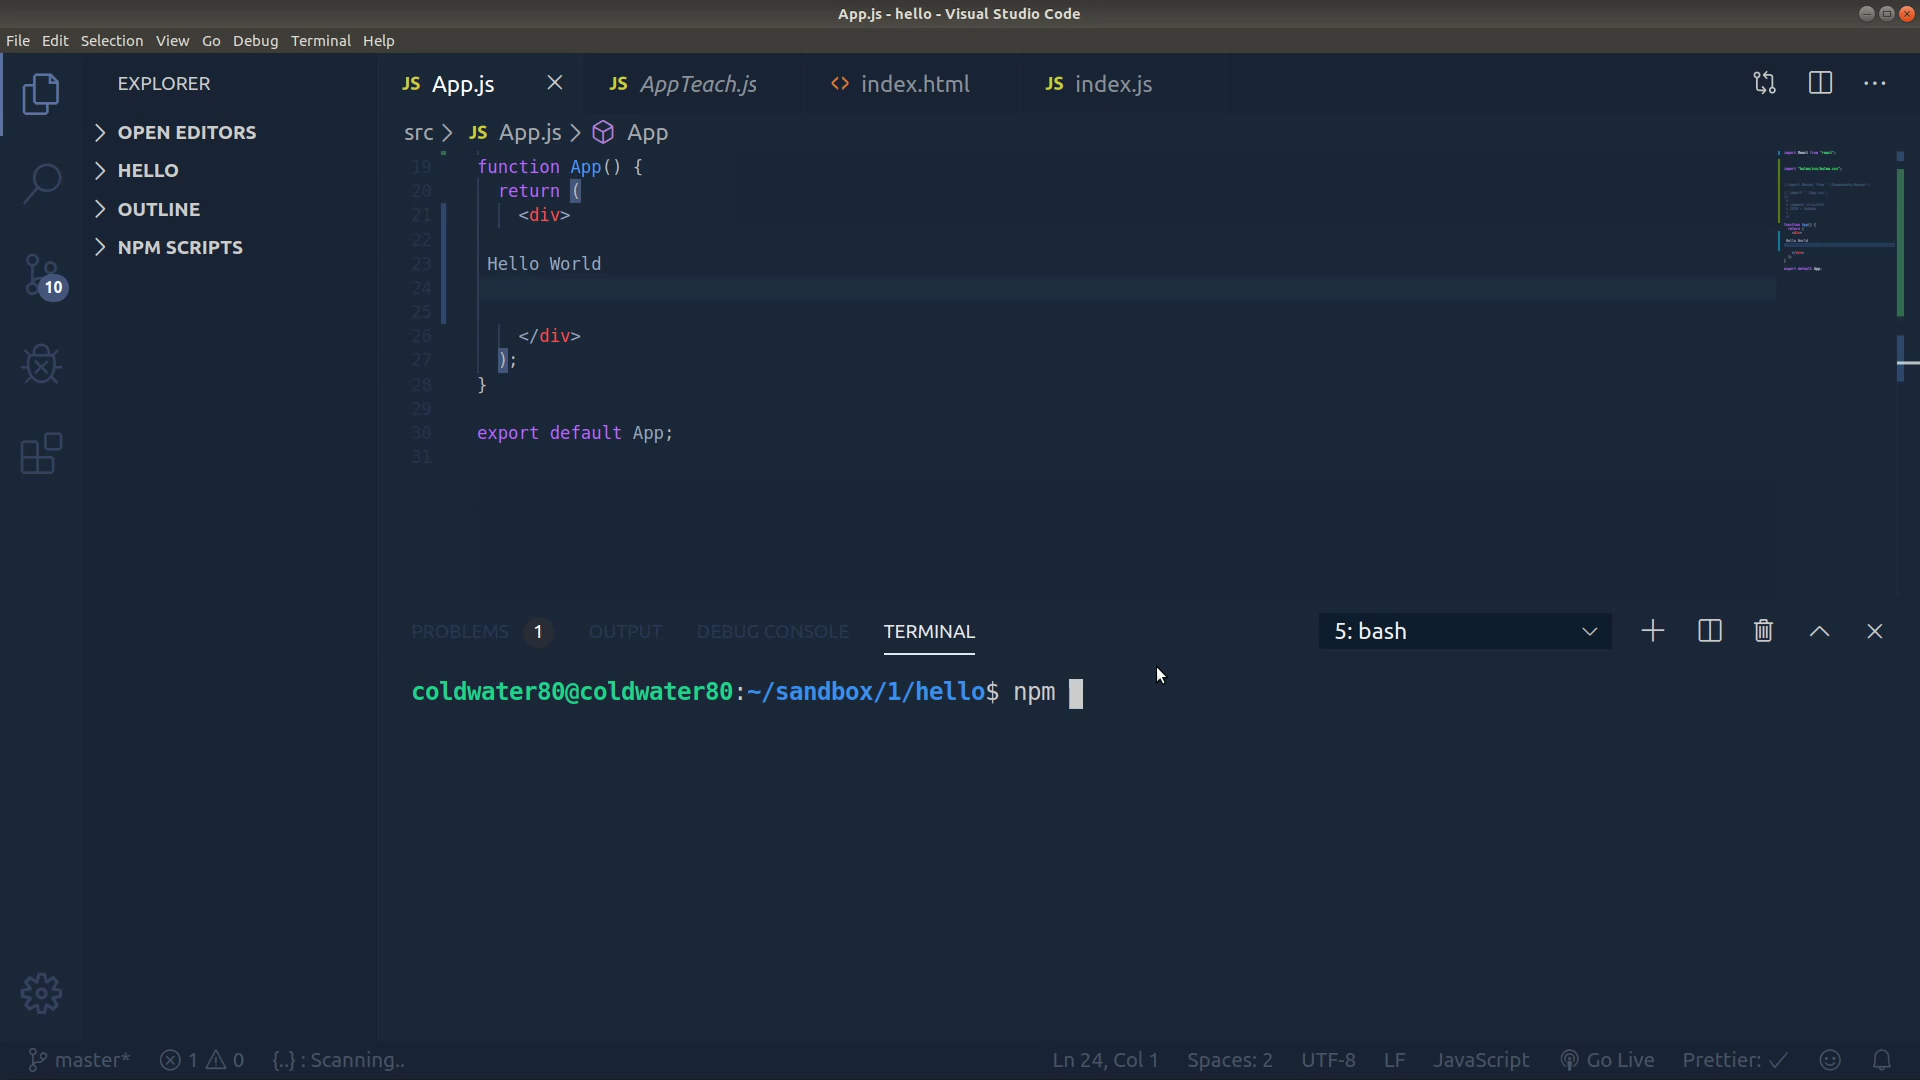 App.js - hello - Visual Studio Code
File Edit Selection View Go Debug Terminal Help
EXPLORER
OPEN EDITORS
HELLO
OUTLINE
NPM SCRIPTS
10
JS App.js
JS AppTeach.js
<> index.html
JS index.js
src > JS App.js > App
19 function App() {
20 return (
21 <div>
22
23 Hello World
24
25
26 </div>
27 );
28 }
29
30 export default App;
31
PROBLEMS 1 OUTPUT DEBUG CONSOLE TERMINAL 5: bash
coldwater80@coldwater80:~/sandbox/1/hello$ npm
master* 1 0 {..} : Scanning.. Ln 24, Col 1 Spaces: 2 UTF-8 LF JavaScript Go Live Prettier: ✓